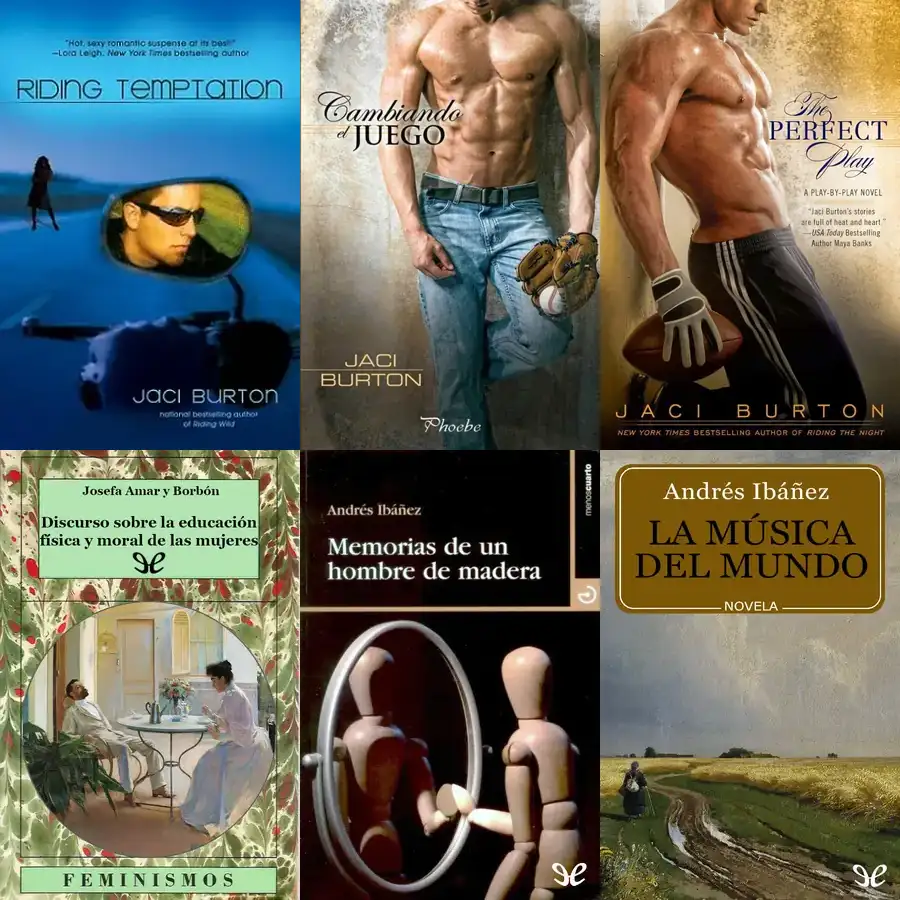 "Hot, sexy romantic suspense at its best!"
—Lora Leigh, New York Times bestselling author
RIDING TEMPTATION
JACI BURTON
national bestselling author
of Riding Wild
Cambiando
el JUEGO
JACI
BURTON
Phoebe
The
PERFECT
Play
A PLAY-BY-PLAY NOVEL
"Jaci Burton's stories
are full of heat and heart."
—USA Today Bestselling
Author Maya Banks
JACI BURTON
NEW YORK TIMES BESTSELLING AUTHOR OF RIDING THE NIGHT
Josefa Amar y Borbón
Discurso sobre la educación
física y moral de las mujeres
FEMINISMOS
Andrés Ibáñez
Memorias de un
hombre de madera
menoscuarto
Andrés Ibáñez
LA MÚSICA
DEL MUNDO
NOVELA